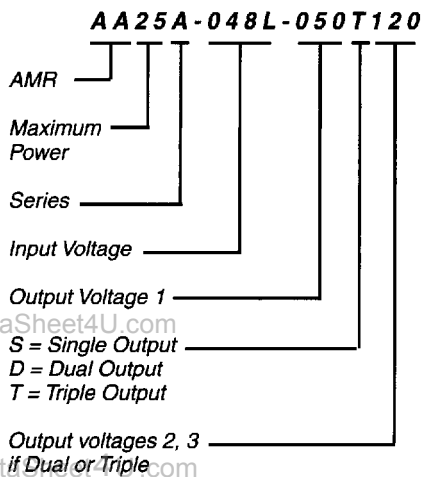 AA25A-048L-050T120
AMR
Maximum
Power
Series
Input Voltage
Output Voltage 1
aSheet4U.com
S = Single Output
D = Dual Output
T = Triple Output
Output voltages 2, 3
if Dual or Triple